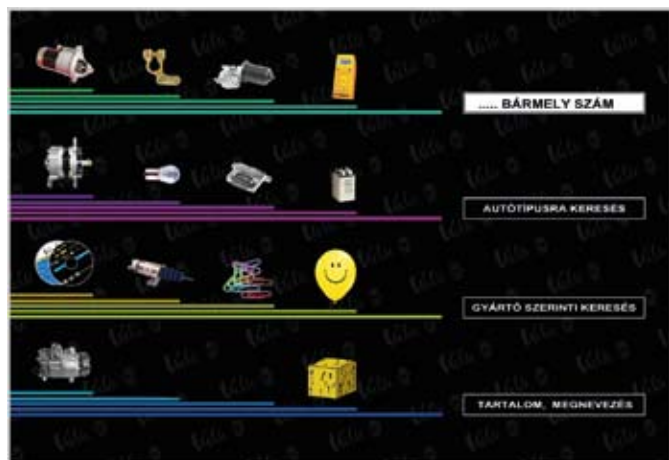 ..... BÁRMELY SZÁM
AUTÓTÍPUSRA KERESÉS
GYÁRTÓ SZERINTI KERESÉS
TARTALOM, MEGNEVEZÉS